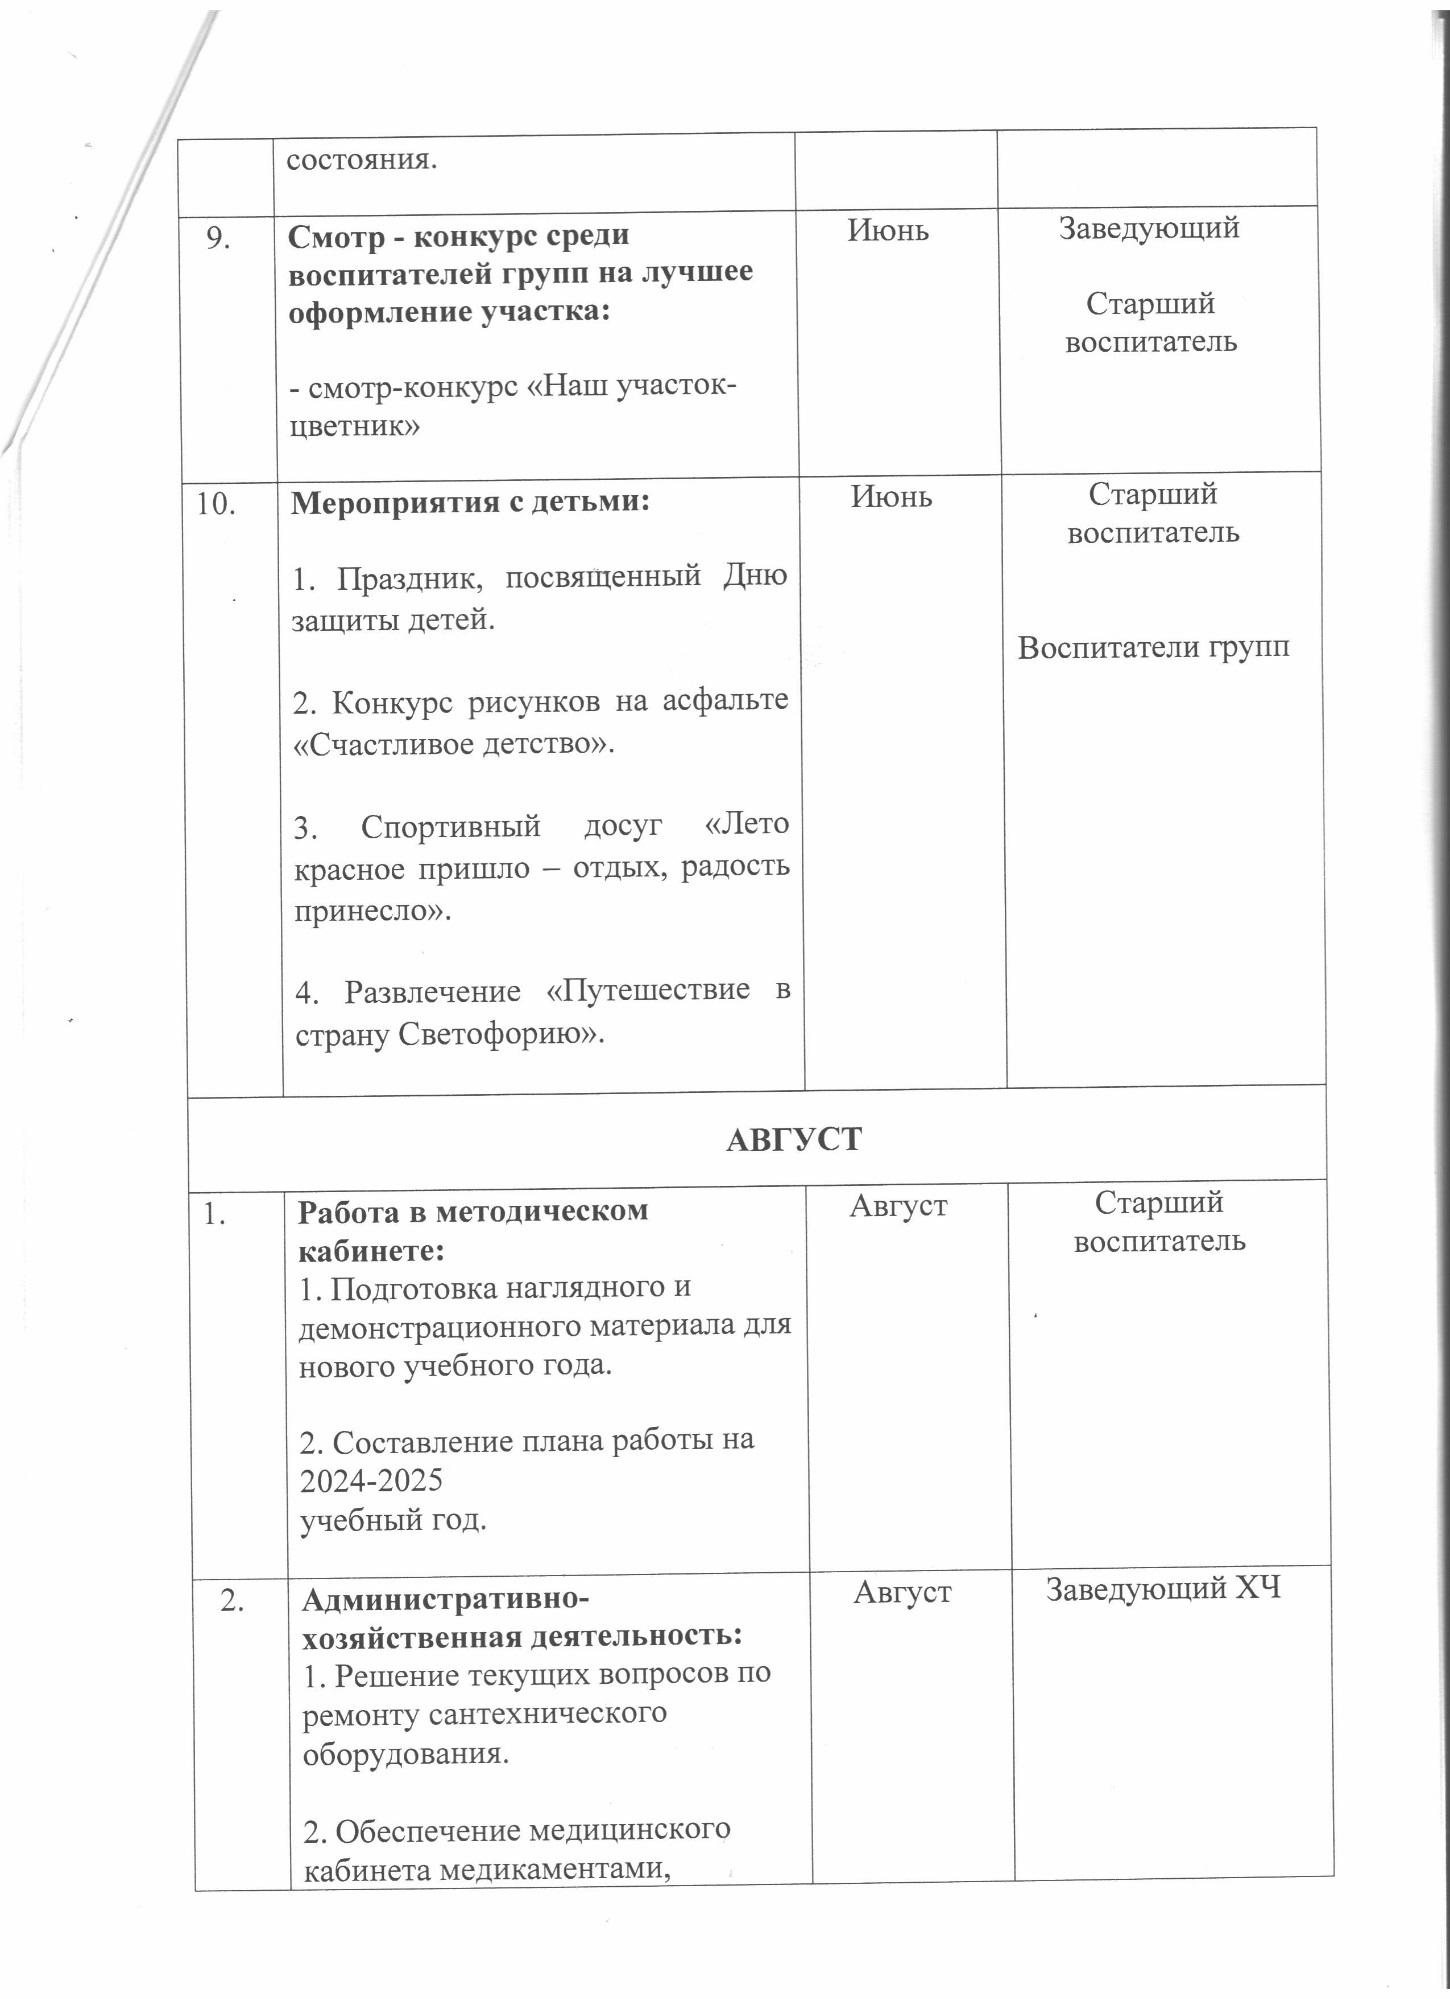 состояния.
9.
Смотр - конкурс среди
воспитателей групп на лучшее
оформление участка:
- смотр-конкурс «Наш участок-
цветник»
Июнь
Заведующий
Старший
воспитатель
10.
Мероприятия с детьми:
1. Праздник, посвященный Дню
защиты детей.
2. Конкурс рисунков на асфальте
«Счастливое детство».
3. Спортивный досуг «Лето
красное пришло – отдых, радость
принесло».
4. Развлечение «Путешествие в
страну Светофорию».
Июнь
Старший
воспитатель
Воспитатели групп
АВГУСТ
1.
Работа в методическом
кабинете:
1. Подготовка наглядного и
демонстрационного материала для
нового учебного года.
2. Составление плана работы на
2024-2025
учебный год.
Август
Старший
воспитатель
2.
Административно-
хозяйственная деятельность:
1. Решение текущих вопросов по
ремонту сантехнического
оборудования.
2. Обеспечение медицинского
кабинета медикаментами,
Август
Заведующий ХЧ